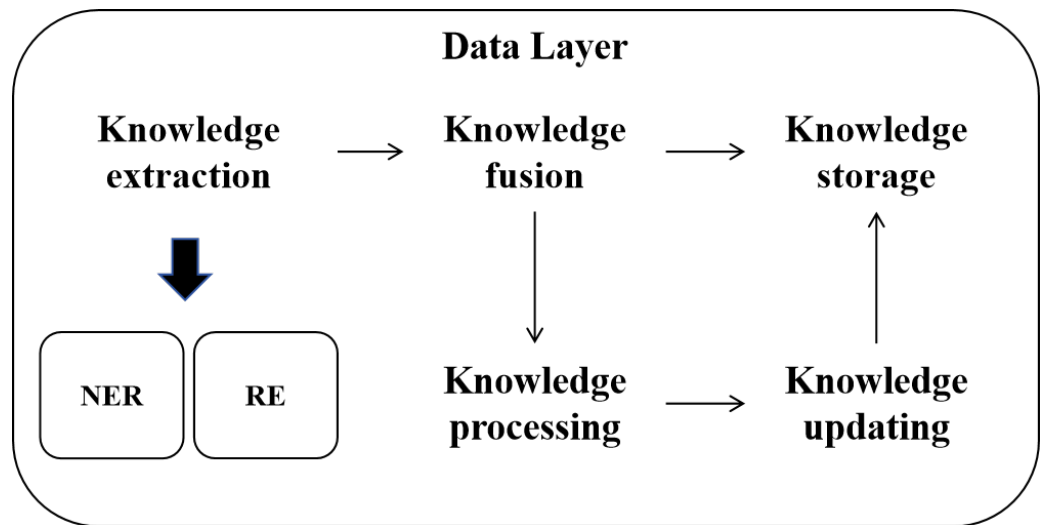 Data Layer
Knowledge
extraction
Knowledge
fusion
Knowledge
storage
NER
RE
Knowledge
processing
Knowledge
updating